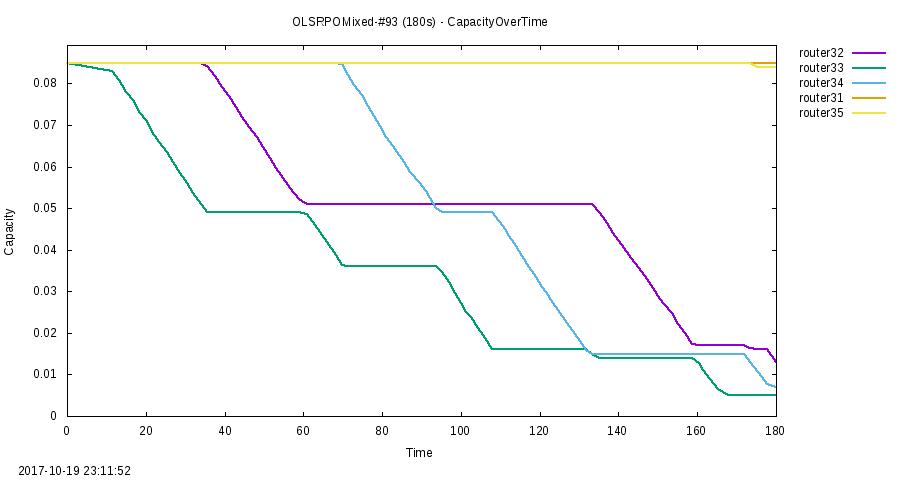 OLSRPOMixed-#93 (180s) - CapacityOverTime
router32
router33
router34
router31
router35
0.08
0.07
0.06
0.05
0.04
0.03
0.02
0.01
0
Capacity
0 20 40 60 80 100 120 140 160 180
Time
2017-10-19 23:11:52